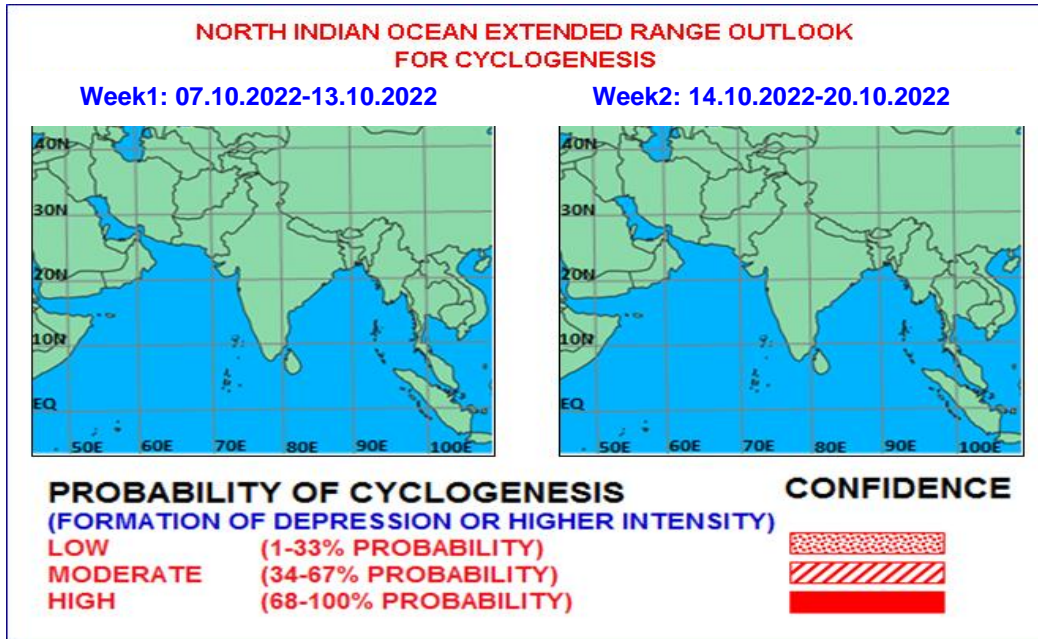 NORTH INDIAN OCEAN EXTENDED RANGE OUTLOOK
FOR CYCLOGENESIS
Week1: 07.10.2022-13.10.2022
Week2: 14.10.2022-20.10.2022
40N
30N
20N
10N
EQ
50E 60E 70E 80E 90E 100E
40N
30N
20N
10N
EQ
50E 60E 70E 80E 90E 100E
PROBABILITY OF CYCLOGENESIS
(FORMATION OF DEPRESSION OR HIGHER INTENSITY)
LOW (1-33% PROBABILITY)
MODERATE (34-67% PROBABILITY)
HIGH (68-100% PROBABILITY)
CONFIDENCE